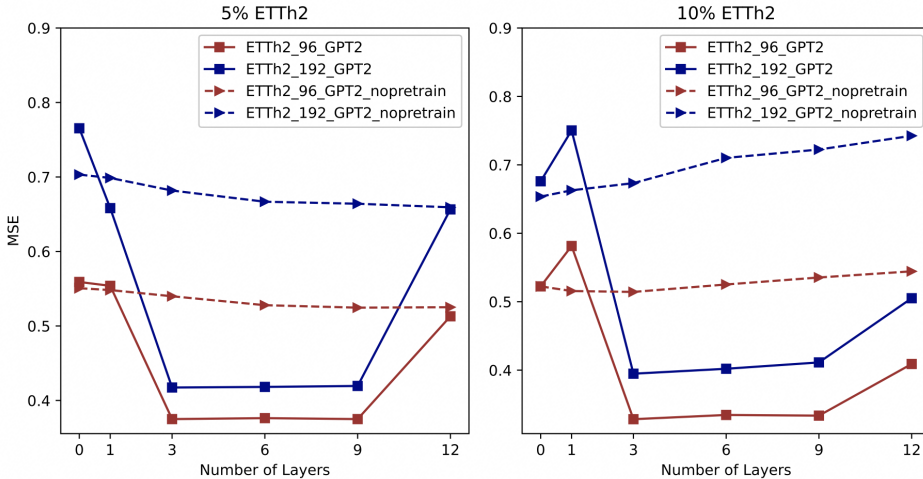 5% ETTh2
0.9
0.8
0.7
0.6
0.5
0.4
MSE
ETTh2_96_GPT2
ETTh2_192_GPT2
ETTh2_96_GPT2_nopretrain
ETTh2_192_GPT2_nopretrain
0 1 3 6 9 12
Number of Layers
10% ETTh2
0.9
0.8
0.7
0.6
0.5
0.4
ETTh2_96_GPT2
ETTh2_192_GPT2
ETTh2_96_GPT2_nopretrain
ETTh2_192_GPT2_nopretrain
0 1 3 6 9 12
Number of Layers